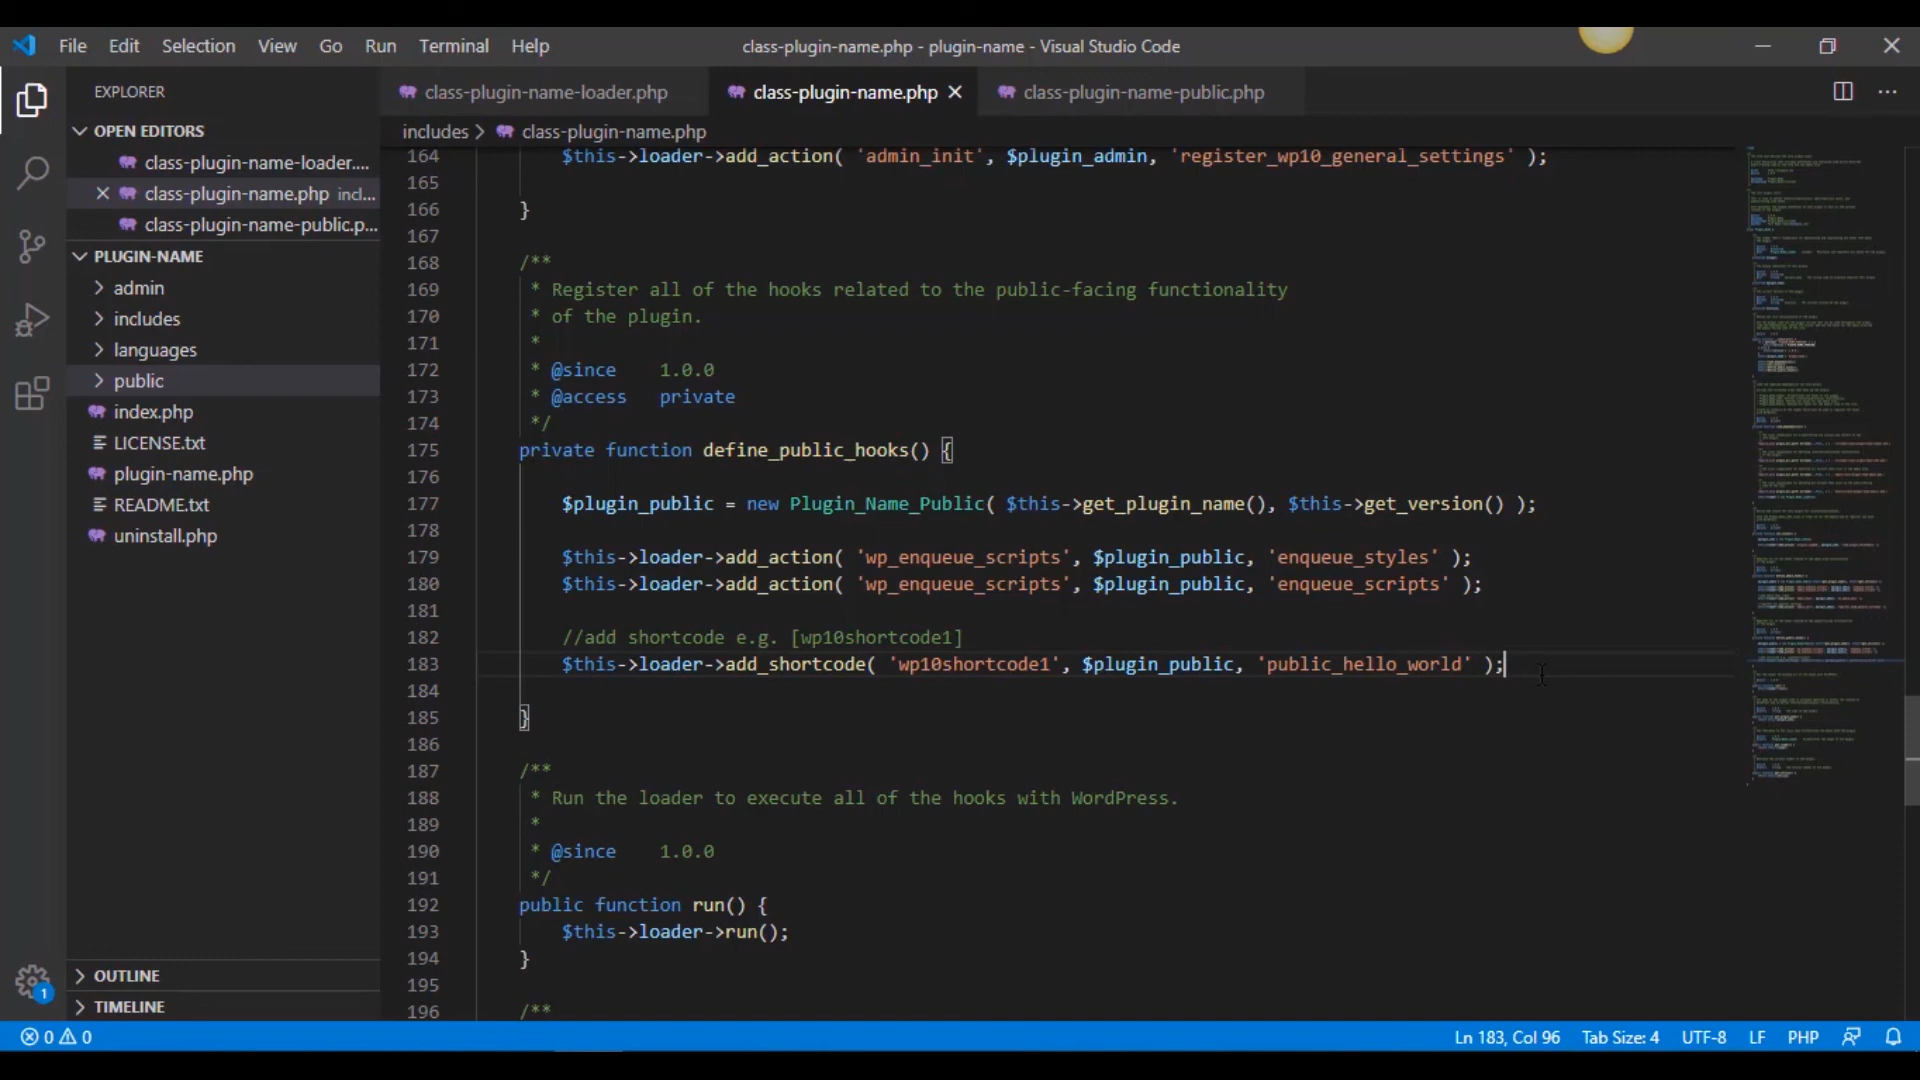 File Edit Selection View Go Run Terminal Help
class-plugin-name.php - plugin-name - Visual Studio Code
EXPLORER
OPEN EDITORS
class-plugin-name-loader....
class-plugin-name.php incl...
class-plugin-name-public.p...
PLUGIN-NAME
admin
includes
languages
public
index.php
LICENSE.txt
plugin-name.php
README.txt
uninstall.php
OUTLINE
TIMELINE
1
class-plugin-name-loader.php class-plugin-name.php class-plugin-name-public.php
includes > class-plugin-name.php
164 $this->loader->add_action( 'admin_init', $plugin_admin, 'register_wp10_general_settings' );
165
166 }
167
168 /**
169 * Register all of the hooks related to the public-facing functionality
170 * of the plugin.
171 *
172 * @since 1.0.0
173 * @access private
174 */
175 private function define_public_hooks() {
176
177 $plugin_public = new Plugin_Name_Public( $this->get_plugin_name(), $this->get_version() );
178
179 $this->loader->add_action( 'wp_enqueue_scripts', $plugin_public, 'enqueue_styles' );
180 $this->loader->add_action( 'wp_enqueue_scripts', $plugin_public, 'enqueue_scripts' );
181
182 //add shortcode e.g. [wp10shortcode1]
183 $this->loader->add_shortcode( 'wp10shortcode1', $plugin_public, 'public_hello_world' );
184
185 }
186
187 /**
188 * Run the loader to execute all of the hooks with WordPress.
189 *
190 * @since 1.0.0
191 */
192 public function run() {
193 $this->loader->run();
194 }
195
196 /**
0 0
Ln 183, Col 96 Tab Size: 4 UTF-8 LF PHP